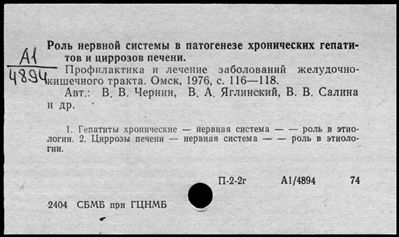 Роль нервной системы в патогенезе хронических гепати-
тов и циррозов печени.
А1
4894
Профилактика и лечение заболований желудочно-
кишечного тракта. Омск, 1976, с. 116—118.
Авт.: В. В. Чернин, В. А. Яглинский, В. В. Салина
и др.
1. Гепатиты хронические — нервная система — — роль в этио-
логии. 2. Циррозы печени — нервная система — — роль в этиоло-
гии.
П-2-2г А1/4894 74
2404 СБМБ при ГЦНМБ